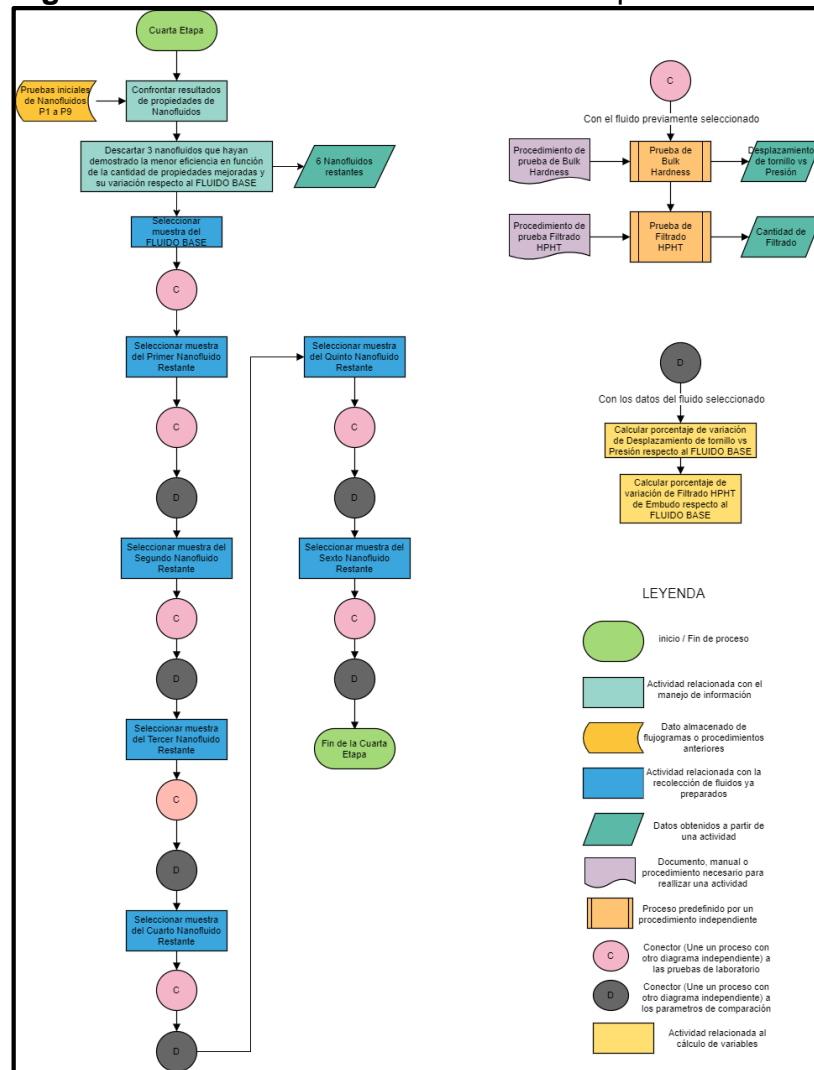 Cuarta Etapa
Pruebas iniciales
de Nanofluidos
P1 a P9
Confrontar resultados
de propiedades de
Nanofluidos
Descartar 3 nanofluidos que hayan
demostrado la menor eficiencia en función
de la cantidad de propiedades mejoradas y
su variación respecto al FLUIDO BASE
6 Nanofluidos
restantes
Seleccionar
muestra del
FLUIDO BASE
C
Seleccionar muestra
del Primer Nanofluido
Restante
C
D
Seleccionar muestra del
Segundo Nanofluido
Restante
C
D
Seleccionar muestra
del Tercer Nanofluido
Restante
C
D
Seleccionar muestra
del Cuarto Nanofluido
Restante
C
D
Seleccionar muestra
del Quinto Nanofluido
Restante
C
D
Seleccionar muestra del
Sexto Nanofluido
Restante
C
D
Fin de la Cuarta
Etapa
C
Con el fluido previamente seleccionado
Procedimiento de
prueba de Bulk
Hardness
Prueba de
Bulk
Hardness
Desplazamiento
de tornillo vs
Presión
Procedimiento de
prueba Filtrado
HPHT
Prueba de
Filtrado
HPHT
Cantidad de
Filtrado
D
Con los datos del fluido seleccionado
Calcular porcentaje de variación
de Desplazamiento de tornillo vs
Presión respecto al FLUIDO BASE
Calcular porcentaje de
variación de Filtrado HPHT
de Embudo respecto al
FLUIDO BASE
LEYENDA
inicio / Fin de proceso
Actividad relacionada con el
manejo de información
Dato almacenado de
flujogramas o procedimientos
anteriores
Actividad relacionada con la
recolección de fluidos ya
preparados
Datos obtenidos a partir de
una actividad
Documento, manual o
procedimiento necesario para
reallizar una actividad
Proceso predefinido por un
procedimiento independiente
C
Conector (Une un proceso con
otro diagrama independiente) a
las pruebas de laboratorio
D
Conector (Une un proceso con
otro diagrama independiente) a
los parametros de comparación
Actividad relacionada al
cálculo de variables